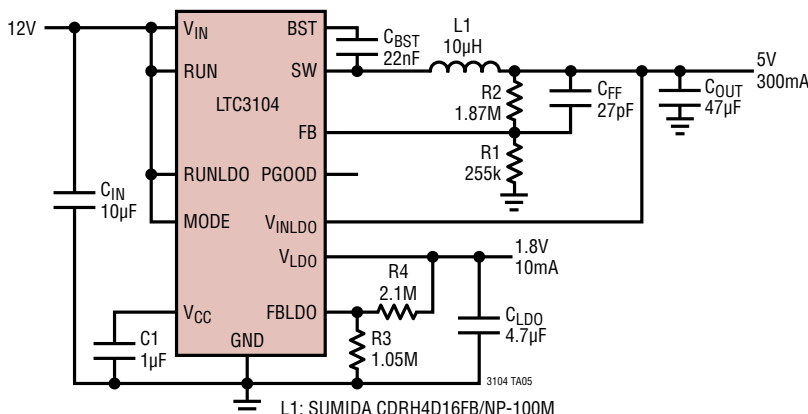 12V
VIN
RUN
LTC3104
RUNLDO
MODE
VCC
GND
BST
SW
FB
PGOOD
VINLDO
VLDO
FBLDO
CBST
22nF
L1
10µH
R2
1.87M
CFF
27pF
R1
255k
COUT
47µF
5V
300mA
1.8V
10mA
R4
2.1M
R3
1.05M
CLDO
4.7µF
CIN
10µF
C1
1µF
3104 TA05
L1: SUMIDA CDRH4D16FB/NP-100M